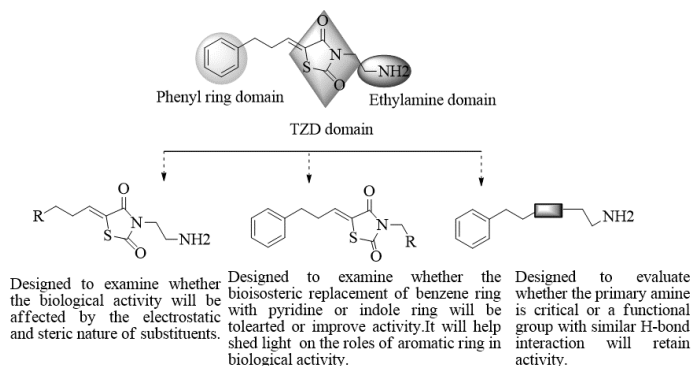 O
N
S
O
NH2
Phenyl ring domain
Ethylamine domain
TZD domain
R
O
N
S
O
NH2
O
N
S
O
R
NH2
Designed to examine whether
the biological activity will be
affected by the electrostatic
and steric nature of substituents.
Designed to examine whether the
bioisosteric replacement of benzene ring
with pyridine or indole ring will be
tolearted or improve activity.It will help
shed light on the roles of aromatic ring in
biological activity.
Designed to evaluate
whether the primary amine
is critical or a functional
group with similar H-bond
interaction will retain
activity.